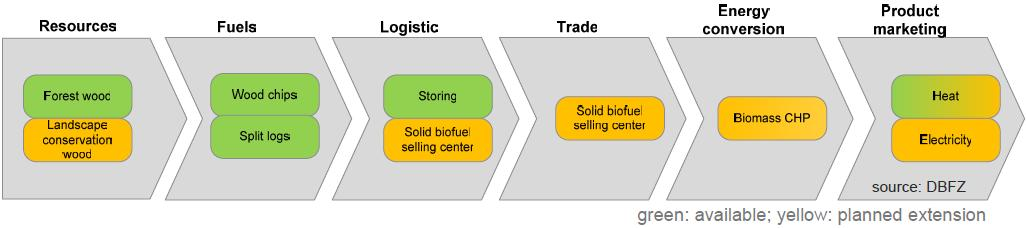 Resources
Fuels
Logistic
Trade
Energy
conversion
Product
marketing
Forest wood
Landscape
conservation
wood
Wood chips
Split logs
Storing
Solid biofuel
selling center
Solid biofuel
selling center
Biomass CHP
Heat
Electricity
source: DBFZ
green: available; yellow: planned extension